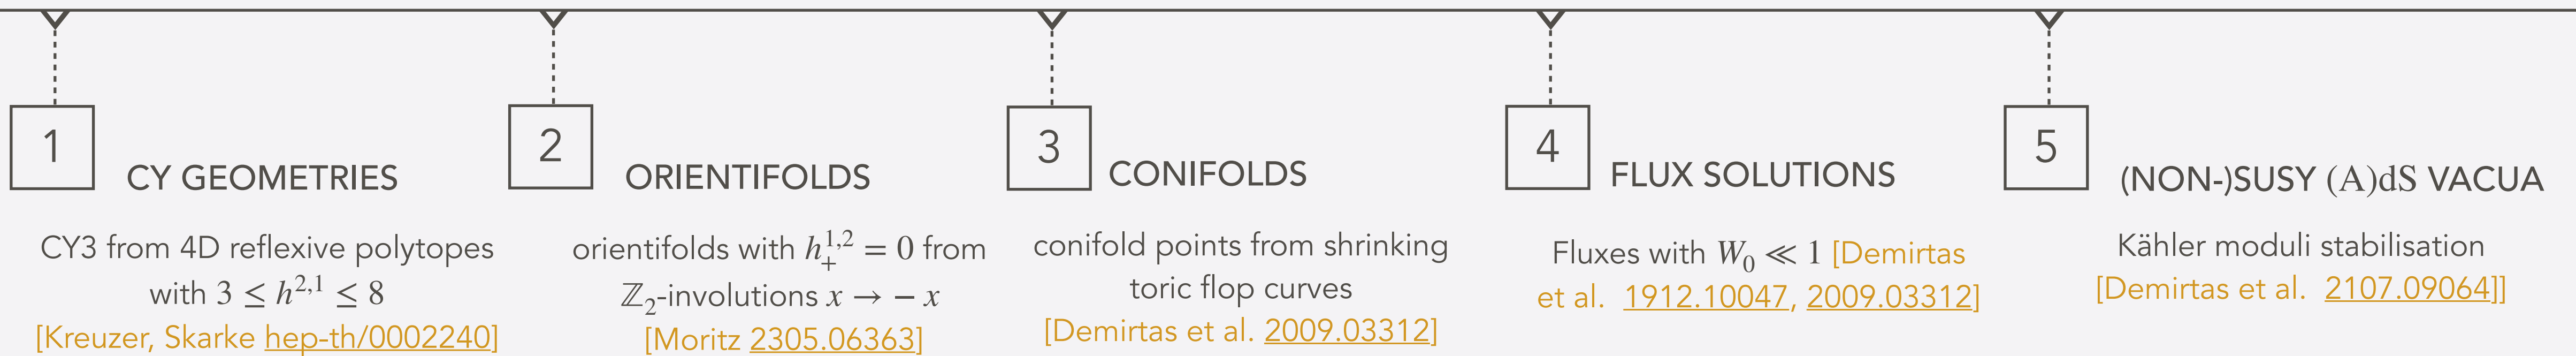 1
CY GEOMETRIES
CY3 from 4D reflexive polytopes
with 3 ≤ h^{2,1} ≤ 8
[Kreuzer, Skarke hep-th/0002240]
2
ORIENTIFOLDS
orientifolds with h_+^{1,2} = 0 from
ℤ_2-involutions x → − x
[Moritz 2305.06363]
3
CONIFOLDS
conifold points from shrinking
toric flop curves
[Demirtas et al. 2009.03312]
4
FLUX SOLUTIONS
Fluxes with W_0 ≪ 1 [Demirtas
et al. 1912.10047, 2009.03312]
5
(NON-)SUSY (A)dS VACUA
Kähler moduli stabilisation
[Demirtas et al. 2107.09064]]